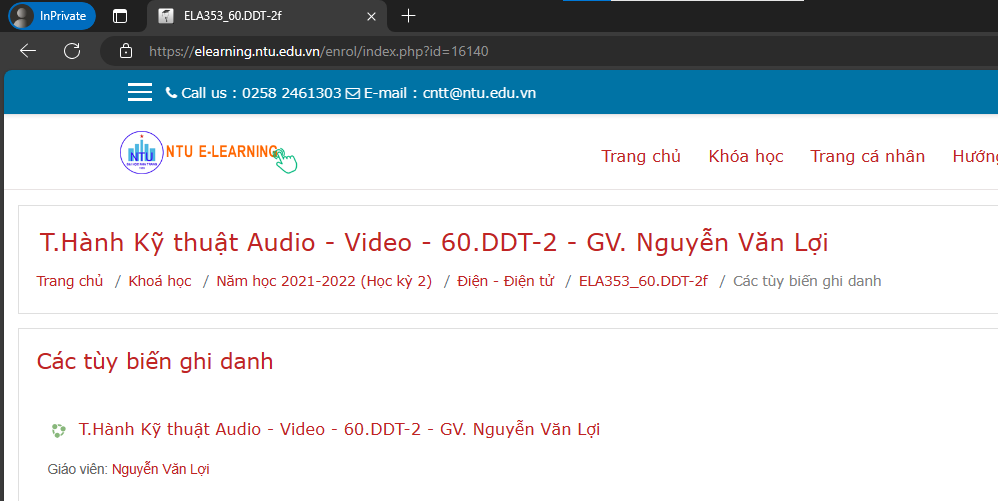 InPrivate
ELA353_60.DDT-2f
https://elearning.ntu.edu.vn/enrol/index.php?id=16140
Call us : 0258 2461303 E-mail : cntt@ntu.edu.vn
NTU NTU E-LEARNING
Trang chủ Khóa học Trang cá nhân Hướng
T.Hành Kỹ thuật Audio - Video - 60.DDT-2 - GV. Nguyễn Văn Lợi
Trang chủ / Khoá học / Năm học 2021-2022 (Học kỳ 2) / Điện - Điện tử / ELA353_60.DDT-2f / Các tùy biến ghi danh
Các tùy biến ghi danh
T.Hành Kỹ thuật Audio - Video - 60.DDT-2 - GV. Nguyễn Văn Lợi
Giáo viên: Nguyễn Văn Lợi